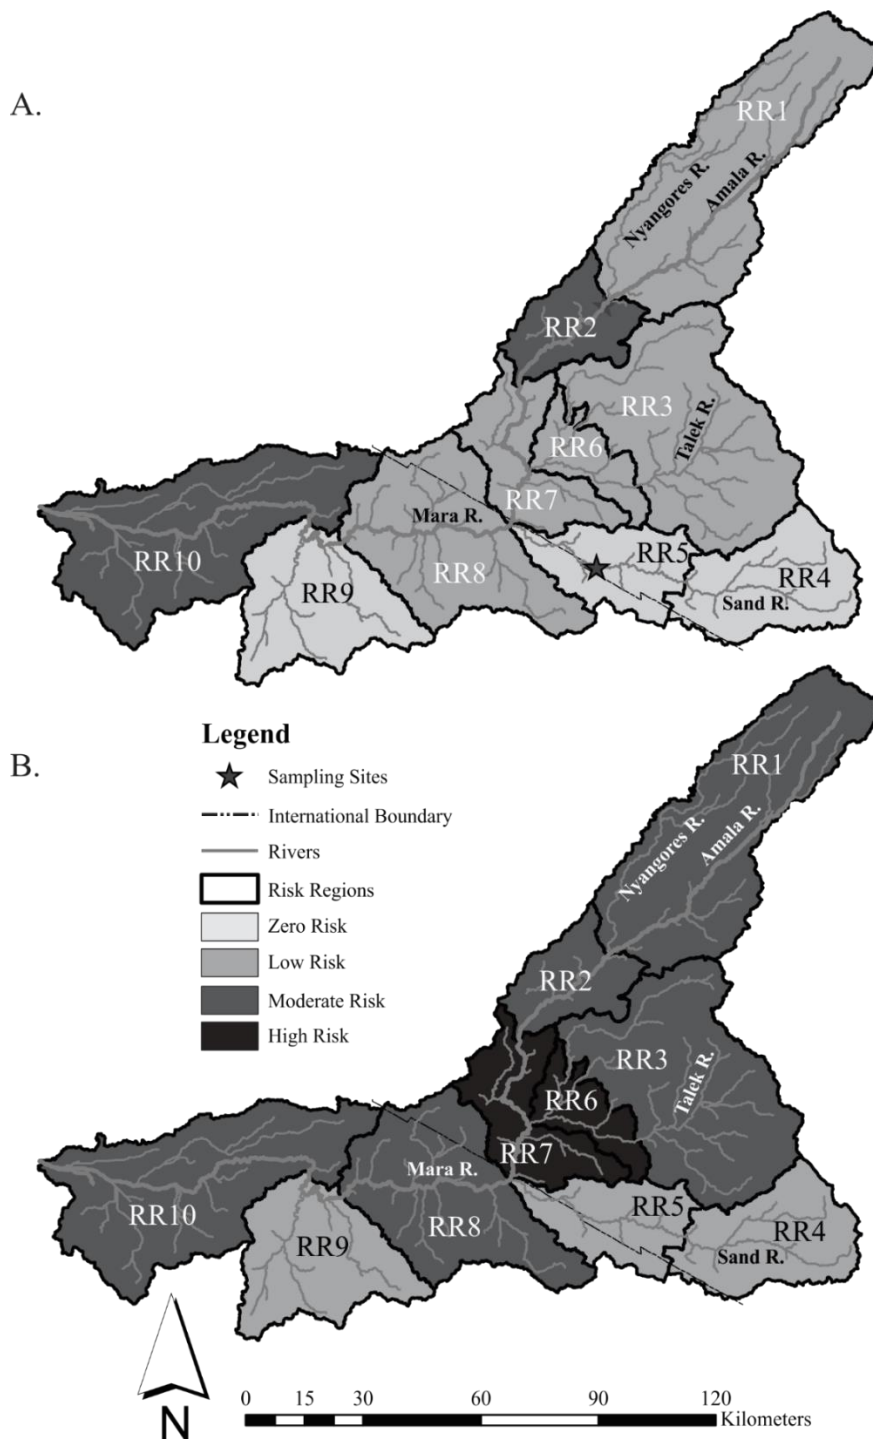 A.
RR1
Nyangores R.
Amala R.
RR2
RR3
Talek R.
RR6
RR7
Mara R.
RR5
RR10
RR8
RR4
RR9
Sand R.
B.
Legend
Sampling Sites
International Boundary
Rivers
Risk Regions
Zero Risk
Low Risk
Moderate Risk
High Risk
RR1
Nyangores R.
Amala R.
RR2
RR3
Talek R.
RR6
RR7
Mara R.
RR5
RR10
RR8
RR4
RR9
Sand R.
N
0 15 30 60 90 120
Kilometers